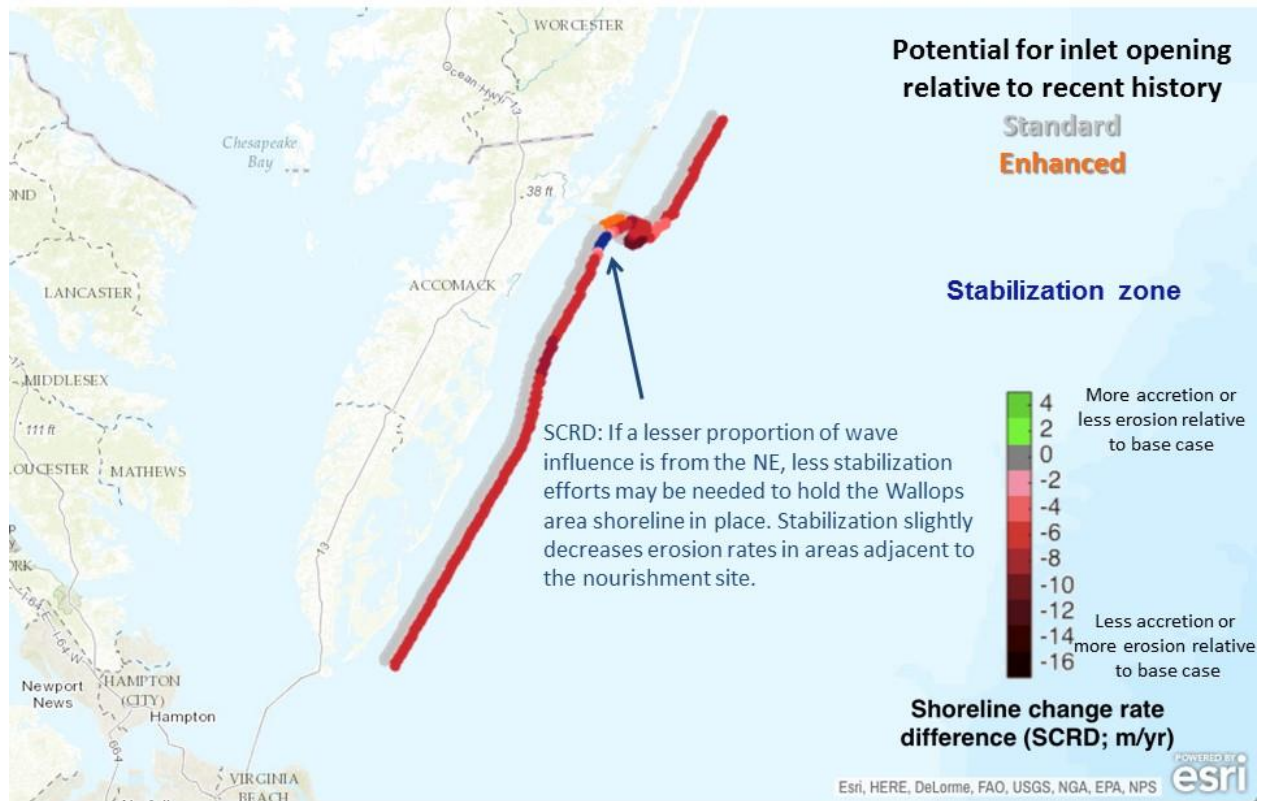 WORCESTER
Ocean Hwy 13
Chesapeake
Bay
38 ft
ACCOMACK
LANCASTER
MIDDLESEX
111 ft
MATHEWS
13
I-64 E
I-64 W
HAMPTON
(CITY)
Newport
News
Hampton
664
VIRGINIA
BEACH
Potential for inlet opening
relative to recent history
Standard
Enhanced
Stabilization zone
SCRD: If a lesser proportion of wave
influence is from the NE, less stabilization
efforts may be needed to hold the Wallops
area shoreline in place. Stabilization slightly
decreases erosion rates in areas adjacent to
the nourishment site.
4
2
0
-2
-4
-6
-8
-10
-12
-14
-16
More accretion or
less erosion relative
to base case
Less accretion or
more erosion relative
to base case
Shoreline change rate
difference (SCRD; m/yr)
POWERED BY
esri
Esri, HERE, DeLorme, FAO, USGS, NGA, EPA, NPS